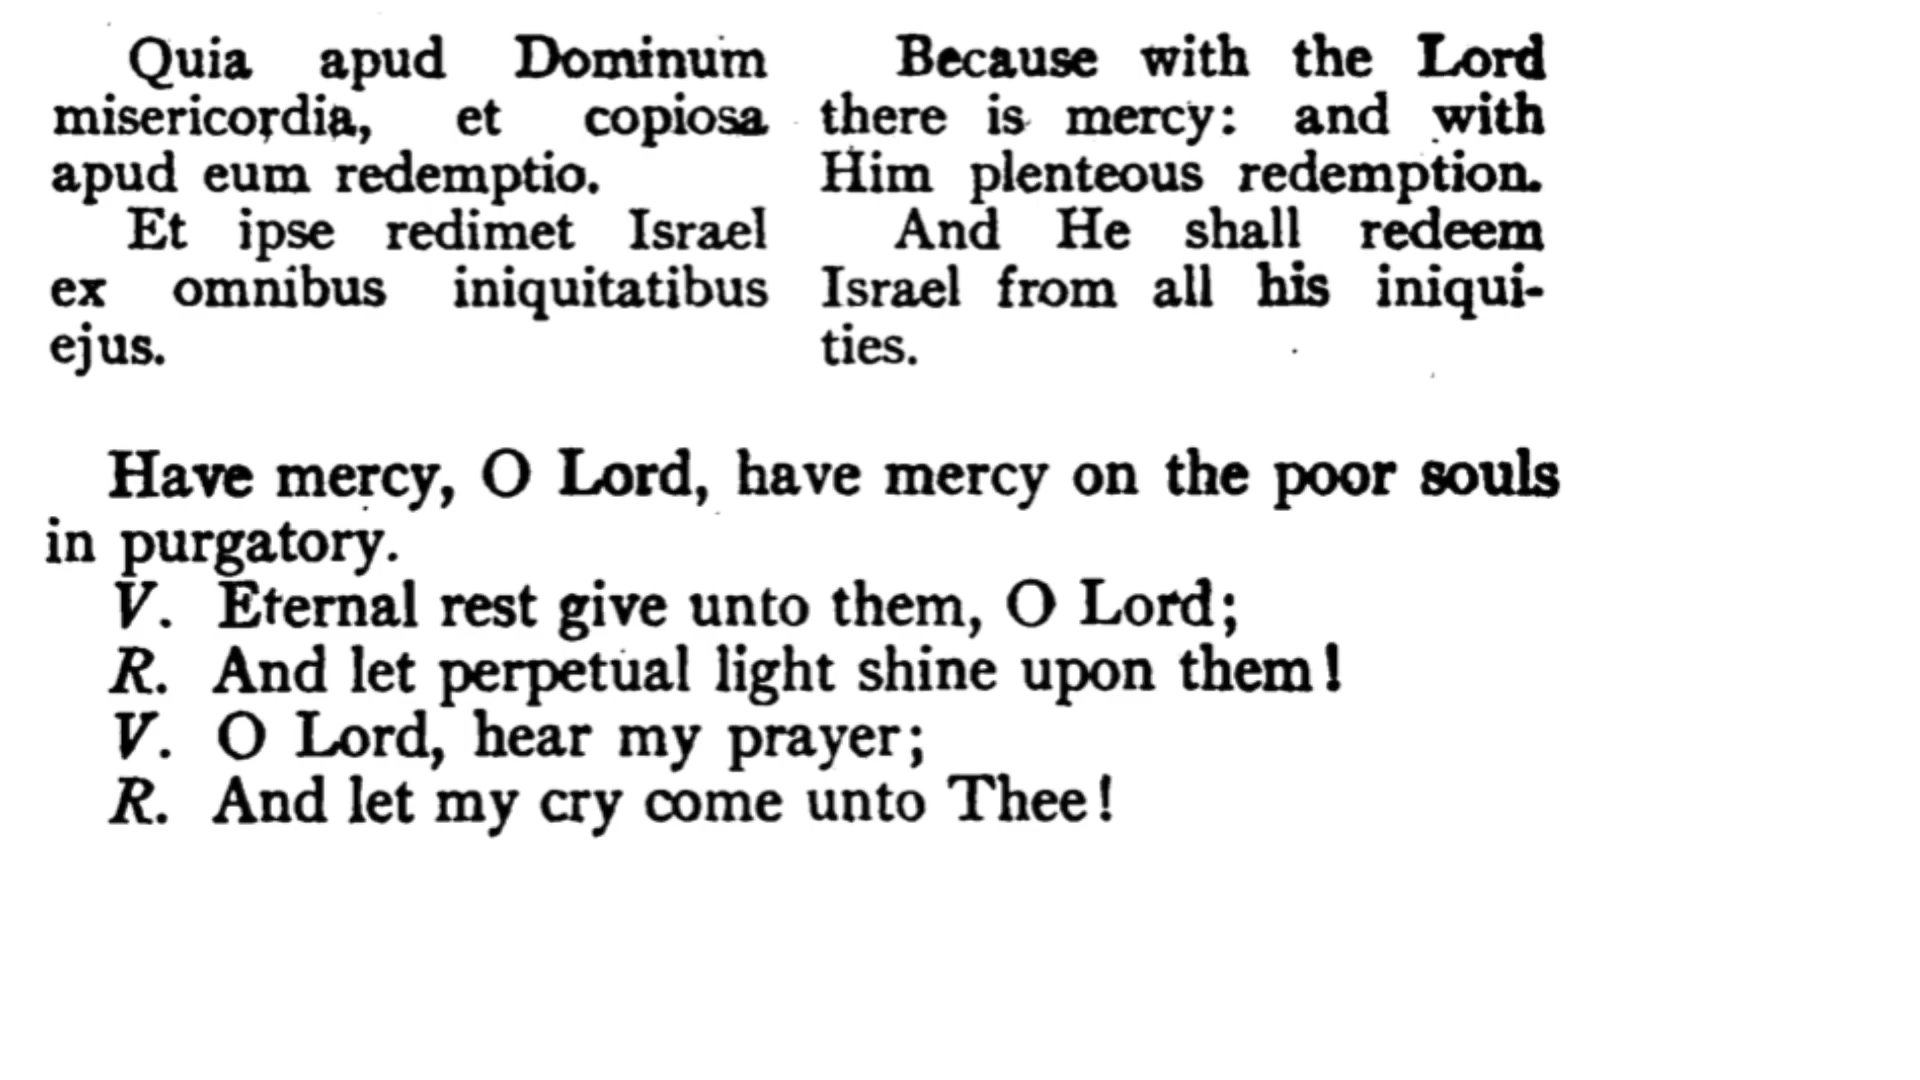 Quia apud Dominum
misericordia, et copiosa
apud eum redemptio.
Et ipse redimet Israel
ex omnibus iniquitatibus
ejus.
Because with the Lord
there is mercy: and with
Him plenteous redemption.
And He shall redeem
Israel from all his iniqui-
ties.
Have mercy, O Lord, have mercy on the poor souls
in purgatory.
V. Eternal rest give unto them, O Lord;
R. And let perpetual light shine upon them!
V. O Lord, hear my prayer;
R. And let my cry come unto Thee!